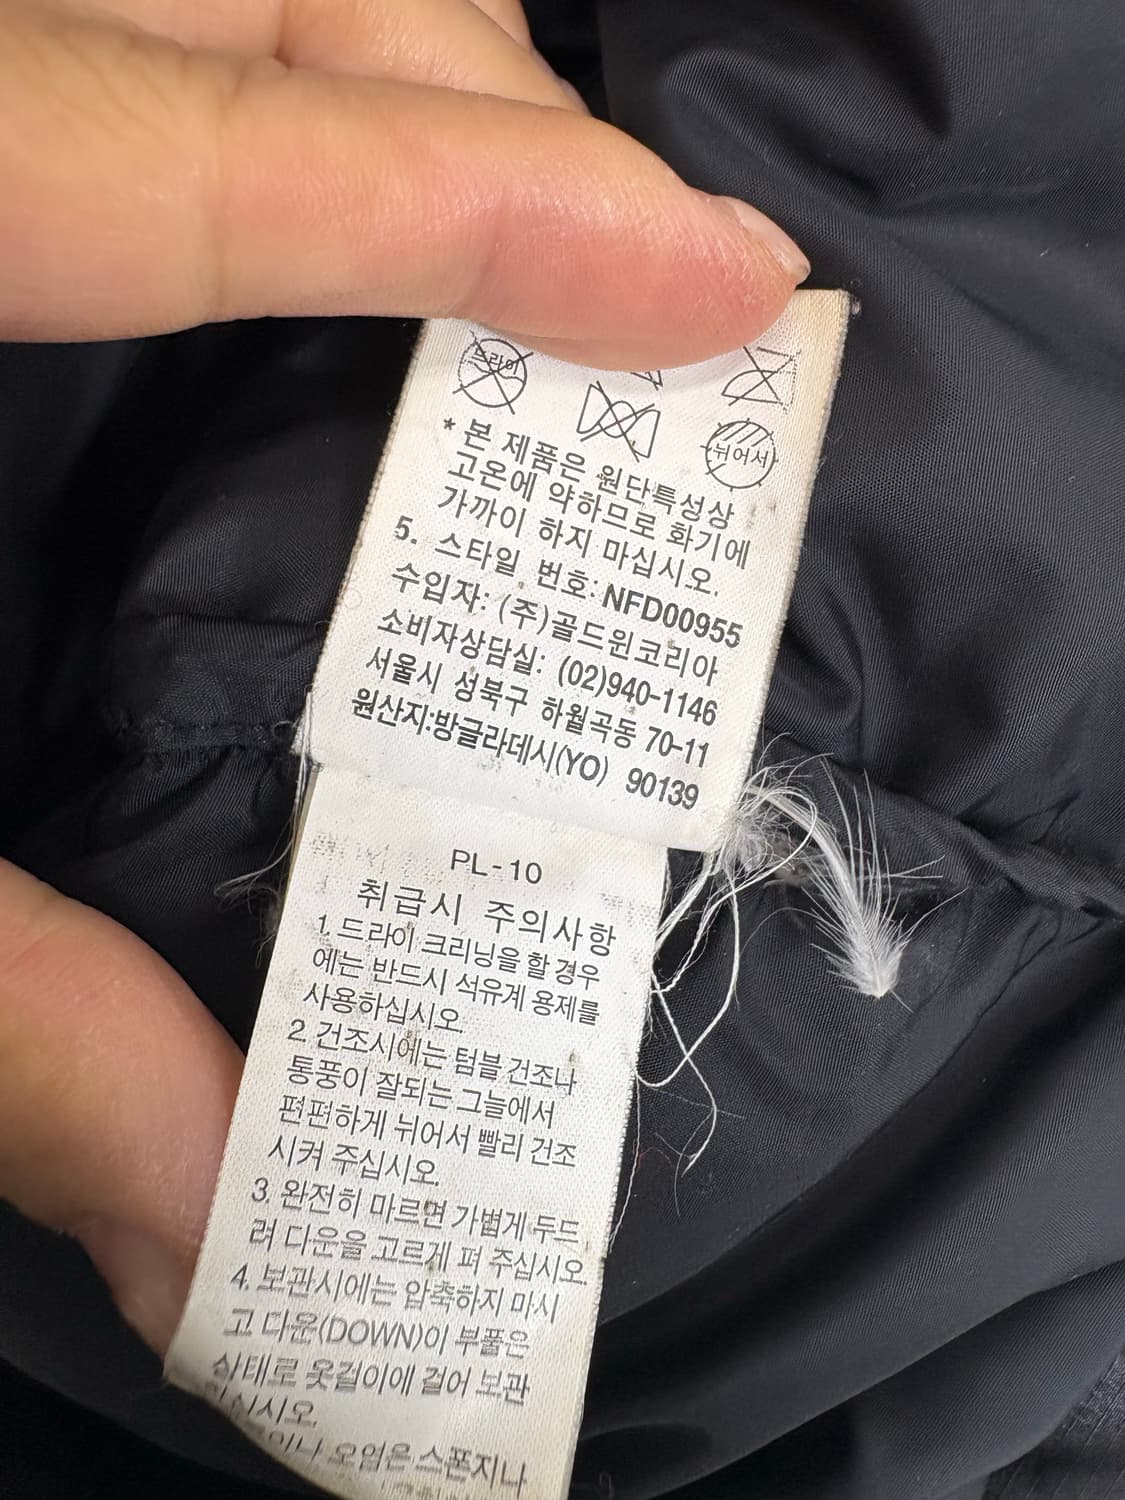 드라이
뉘어서
* 본 제품은 원단특성상
고온에 약하므로 화기에
가까이 하지 마십시오.
5. 스타일 번호: NFD00955
수입자: (주)골드윈코리아
소비자상담실: (02)940-1146
서울시 성북구 하월곡동 70-11
원산지:방글라데시(YO) 90139
PL-10
취급시 주의사항
1. 드라이 크리닝을 할 경우
에는 반드시 석유계 용제를
사용하십시오.
2. 건조시에는 텀블 건조나
통풍이 잘되는 그늘에서
편편하게 뉘어서 빨리 건조
시켜 주십시오.
3. 완전히 마르면 가볍게 두드
려 다운을 고르게 펴 주십시오.
4. 보관시에는 압축하지 마시
고 다운(DOWN)이 부풀은
상태로 옷걸이에 걸어 보관
하십시오.
오염은 스폰지나